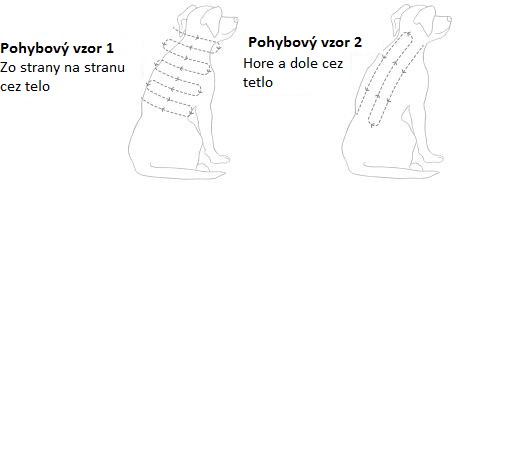 Pohybový vzor 1
Zo strany na stranu
cez telo
Pohybový vzor 2
Hore a dole cez
tetlo